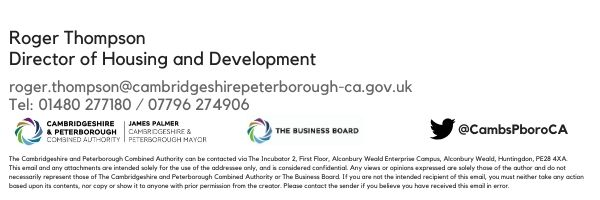 Roger Thompson
Director of Housing and Development
roger.thompson@cambridgeshirepeterborough-ca.gov.uk
Tel: 01480 277180 / 07796 274906
CAMBRIDGESHIRE
& PETERBOROUGH
COMBINED AUTHORITY
JAMES PALMER
CAMBRIDGESHIRE &
PETERBOROUGH MAYOR
THE BUSINESS BOARD
@CambsPboroCA
The Cambridgeshire and Peterborough Combined Authority can be contacted via The Incubator 2, First Floor, Alconbury Weald Enterprise Campus, Alconbury Weald, Huntingdon, PE28 4XA.
This email and any attachments are intended solely for the use of the addressee only, and is considered confidential. Any views or opinions expressed are solely those of the author and do not
necessarily represent those of The Cambridgeshire and Peterborough Combined Authority or The Business Board. If you are not the intended recipient of this email, you must neither take any action
based upon its contents, nor copy or show it to anyone with prior permission from the creator. Please contact the sender if you believe you have received this email in error.